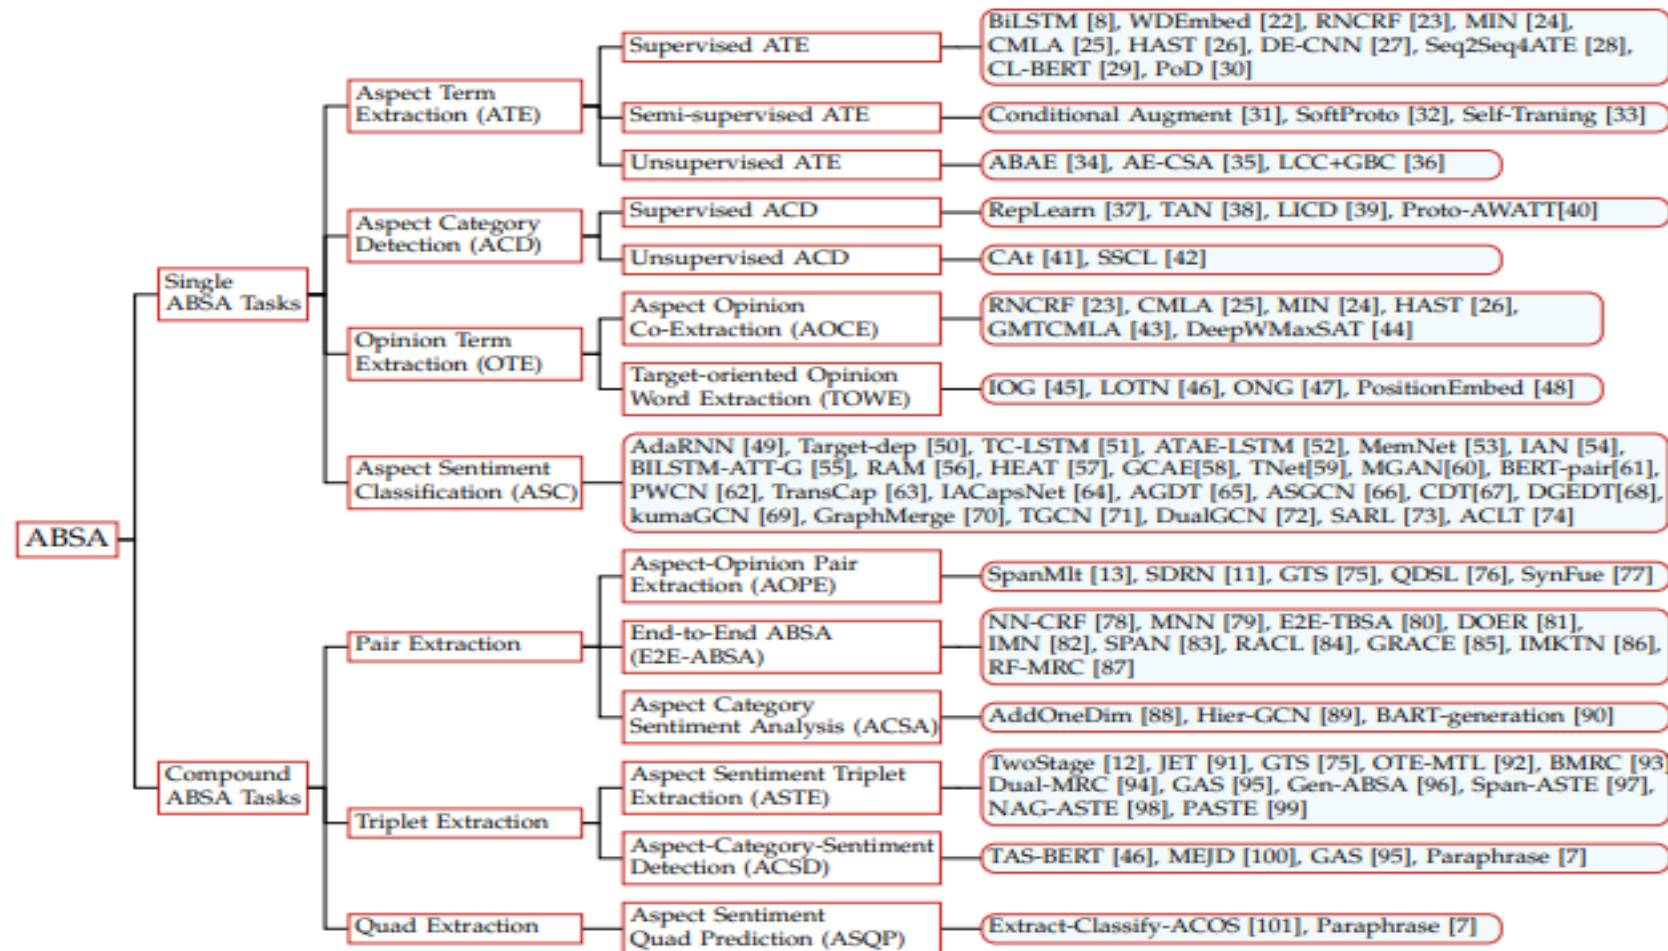 ABSA
Single
ABSA Tasks
Aspect Term
Extraction (ATE)
Supervised ATE
BiLSTM [8], WDEmbed [22], RNCRF [23], MIN [24],
CMLA [25], HAST [26], DE-CNN [27], Seq2Seq4ATE [28],
CL-BERT [29], PoD [30]
Semi-supervised ATE
Conditional Augment [31], SoftProto [32], Self-Traning [33]
Unsupervised ATE
ABAE [34], AE-CSA [35], LCC+GBC [36]
Aspect Category
Detection (ACD)
Supervised ACD
RepLearn [37], TAN [38], LICD [39], Proto-AWATT[40]
Unsupervised ACD
CAt [41], SSCL [42]
Opinion Term
Extraction (OTE)
Aspect Opinion
Co-Extraction (AOCE)
RNCRF [23], CMLA [25], MIN [24], HAST [26],
GMTCMLA [43], DeepWMaxSAT [44]
Target-oriented Opinion
Word Extraction (TOWE)
IOG [45], LOTN [46], ONG [47], PositionEmbed [48]
Aspect Sentiment
Classification (ASC)
AdaRNN [49], Target-dep [50], TC-LSTM [51], ATAE-LSTM [52], MemNet [53], IAN [54],
BILSTM-ATT-G [55], RAM [56], HEAT [57], GCAE[58], TNet[59], MGAN[60], BERT-pair[61],
PWCN [62], TransCap [63], IACapsNet [64], AGDT [65], ASGCN [66], CDT[67], DGEDT[68],
kumaGCN [69], GraphMerge [70], TGCN [71], DualGCN [72], SARL [73], ACLT [74]
Compound
ABSA Tasks
Pair Extraction
Aspect-Opinion Pair
Extraction (AOPE)
SpanMlt [13], SDRN [11], GTS [75], QDSL [76], SynFue [77]
End-to-End ABSA
(E2E-ABSA)
NN-CRF [78], MNN [79], E2E-TBSA [80], DOER [81],
IMN [82], SPAN [83], RACL [84], GRACE [85], IMKTN [86],
RF-MRC [87]
Aspect Category
Sentiment Analysis (ACSA)
AddOneDim [88], Hier-GCN [89], BART-generation [90]
Triplet Extraction
Aspect Sentiment Triplet
Extraction (ASTE)
TwoStage [12], JET [91], GTS [75], OTE-MTL [92], BMRC [93]
Dual-MRC [94], GAS [95], Gen-ABSA [96], Span-ASTE [97],
NAG-ASTE [98], PASTE [99]
Aspect-Category-Sentiment
Detection (ACSD)
TAS-BERT [46], MEJD [100], GAS [95], Paraphrase [7]
Quad Extraction
Aspect Sentiment
Quad Prediction (ASQP)
Extract-Classify-ACOS [101], Paraphrase [7]